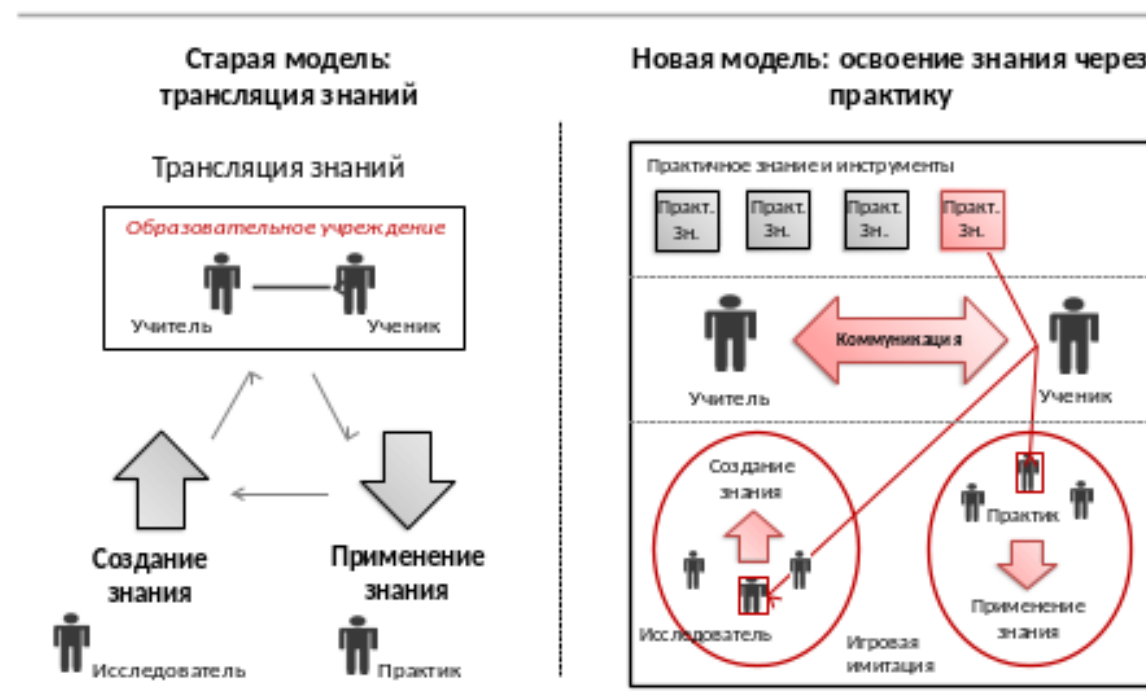 Старая модель:
трансляция знаний
Трансляция знаний
Образовательное учреждение
Учитель
Ученик
Создание
знания
Применение
знания
Исследователь
Практик
Новая модель: освоение знания через
практику
Практичное знание и инструменты
Практ.
Зн.
Практ.
Зн.
Практ.
Зн.
Практ.
Зн.
Коммуникация
Учитель
Ученик
Создание
знания
Исследователь
Практик
Применение
знания
Игровая
имитация